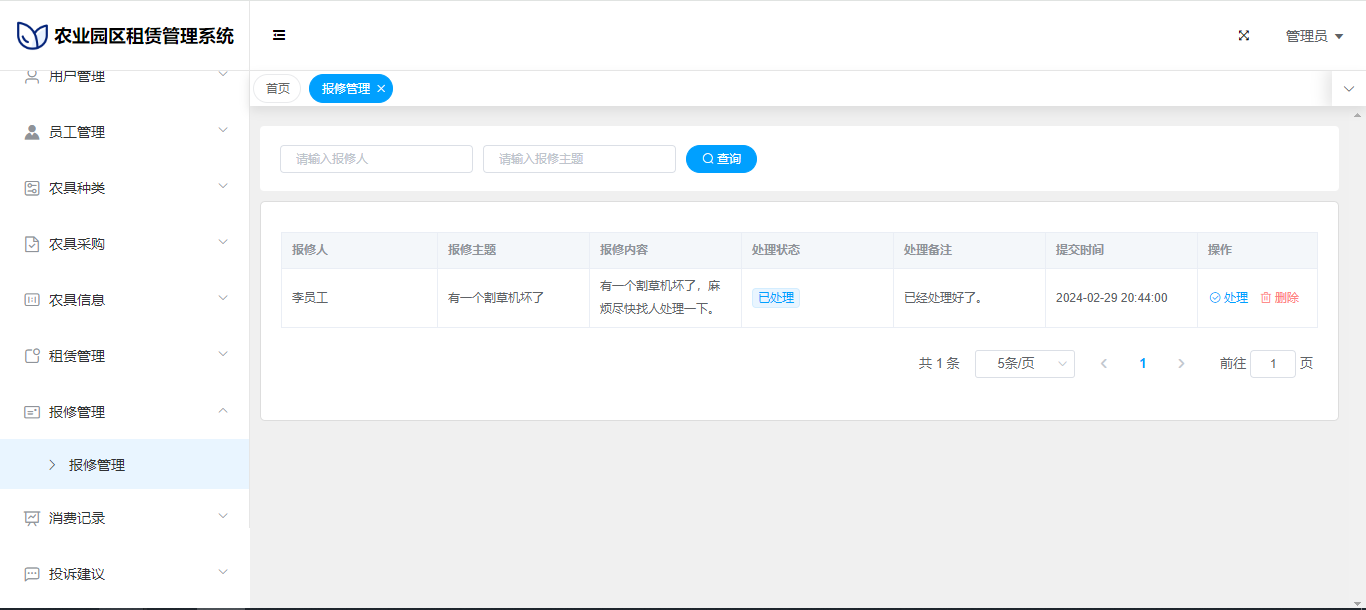 农业园区租赁管理系统
管理员
用户管理
首页
报修管理
员工管理
请输入报修人
请输入报修主题
查询
农具种类
农具采购
农具信息
租赁管理
报修管理
报修管理
消费记录
投诉建议
报修人 报修主题 报修内容 处理状态 处理备注 提交时间 操作
李员工 有一个割草机坏了 有一个割草机坏了，麻 已处理 已经处理好了。 2024-02-29 20:44:00 处理 删除
烦尽快找人处理一下。
共 1 条 5条/页 1 前往 1 页